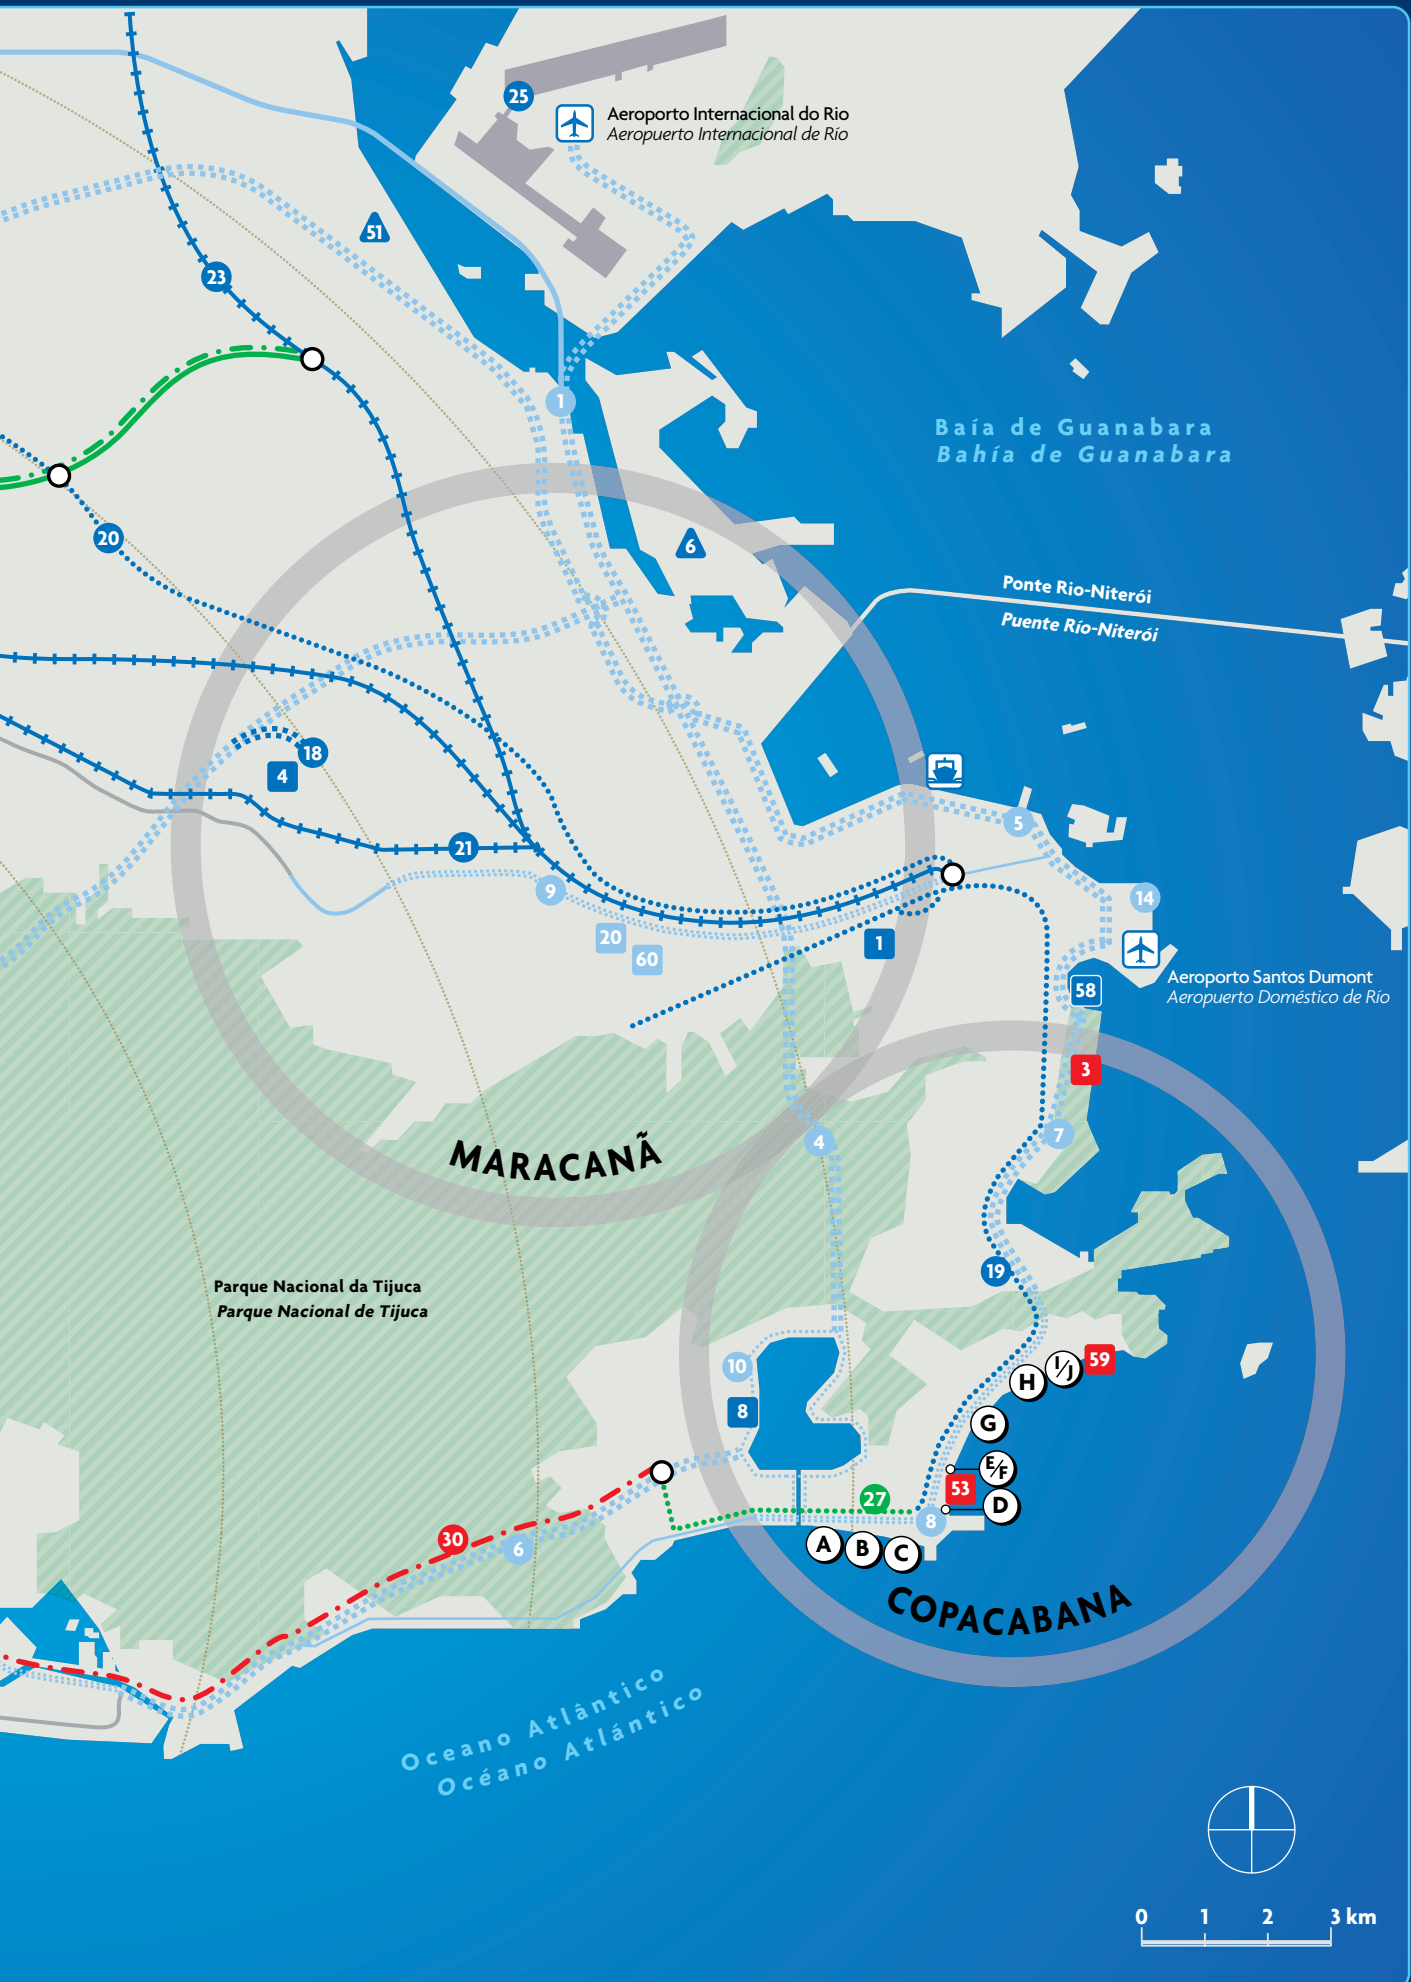 25
Aeroporto Internacional do Rio
Aeropuerto Internacional de Río
51
23
1
Baía de Guanabara
Bahía de Guanabara
20
6
Ponte Rio-Niterói
Puente Río-Niterói
18
4
5
21
9
14
20
1
60
Aeroporto Santos Dumont
Aeropuerto Doméstico de Río
58
3
7
4
MARACANÃ
19
Parque Nacional da Tijuca
Parque Nacional de Tijuca
10
59
I/J
H
8
G
E/F
53
27
D
8
30
6
A
B
C
COPACABANA
Oceano Atlântico
Océano Atlántico
0 1 2 3 km